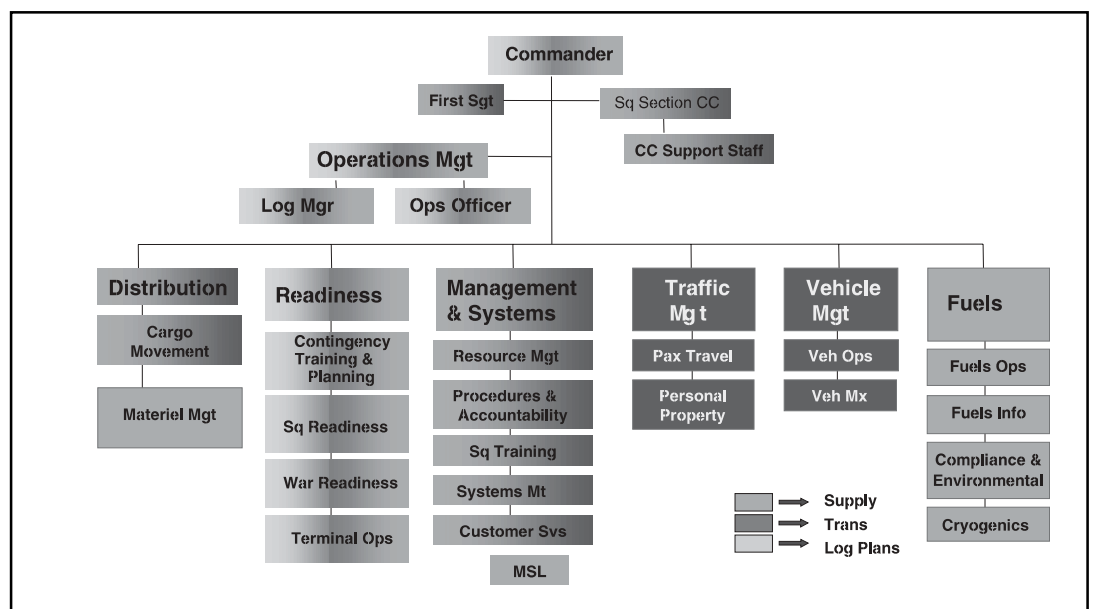 Commander
First Sgt
Sq Section CC
CC Support Staff
Operations Mgt
Log Mgr
Ops Officer
Distribution
Cargo
Movement
Materiel Mgt
Readiness
Contingency
Training &
Planning
Sq Readiness
War Readiness
Terminal Ops
Management
& Systems
Resource Mgt
Procedures &
Accountability
Sq Training
Systems Mt
Customer Svs
MSL
Traffic
Mgt
Pax Travel
Personal
Property
Vehicle
Mgt
Veh Ops
Veh Mx
Fuels
Fuels Ops
Fuels Info
Compliance &
Environmental
Cryogenics
Supply
Trans
Log Plans